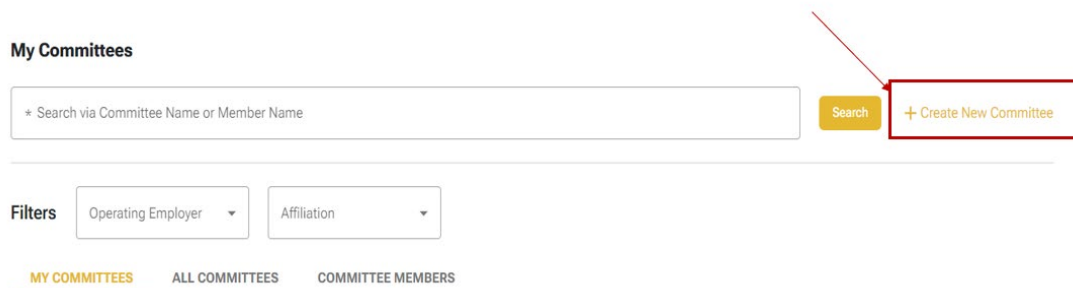 My Committees
* Search via Committee Name or Member Name
Search
+ Create New Committee
Filters
Operating Employer
Affiliation
MY COMMITTEES ALL COMMITTEES COMMITTEE MEMBERS